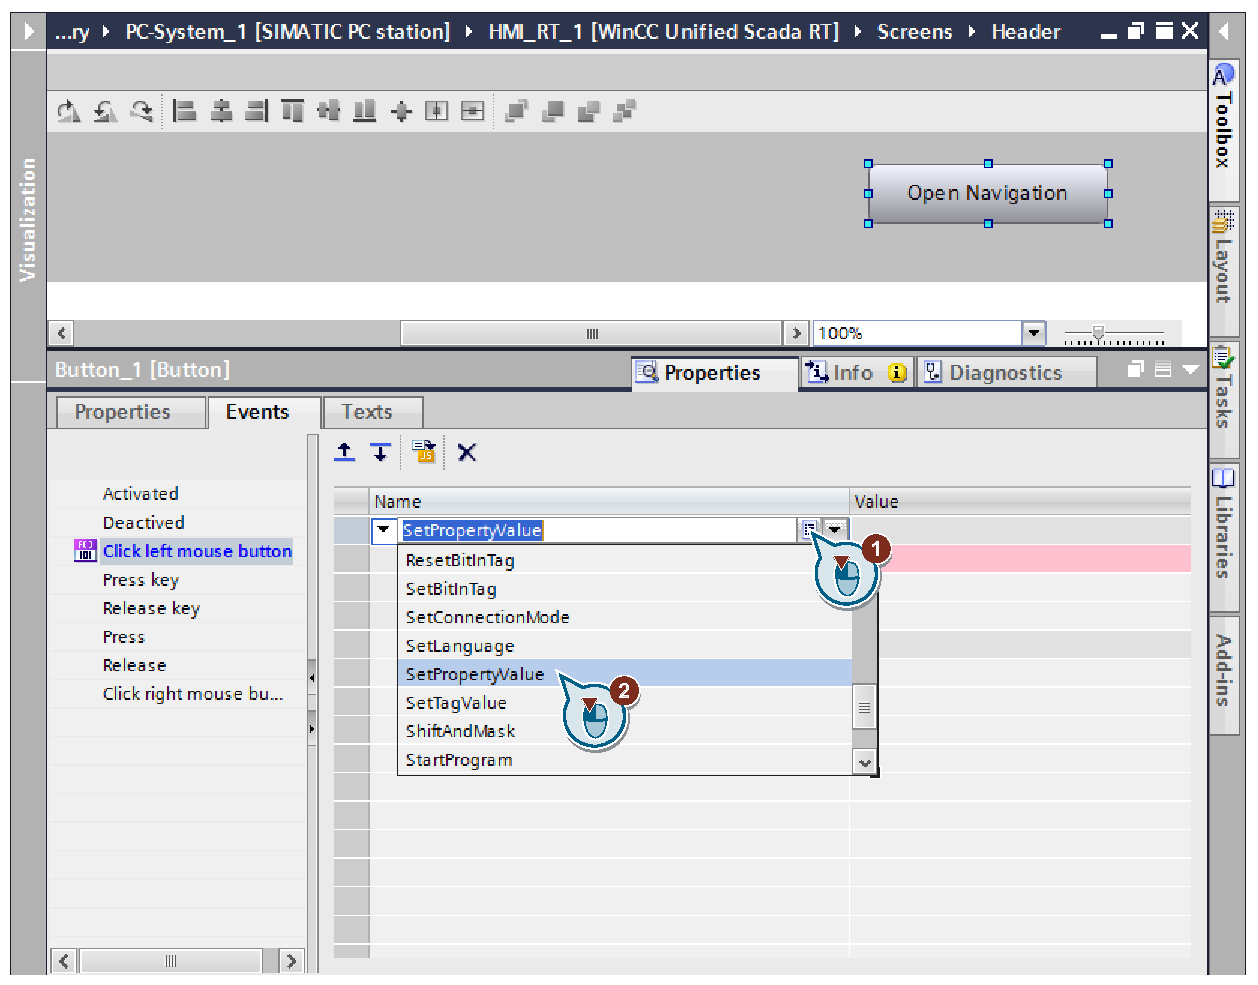 ...ry ▸ PC-System_1 [SIMATIC PC station] ▸ HMI_RT_1 [WinCC Unified Scada RT] ▸ Screens ▸ Header
Visualization
Open Navigation
100%
Button_1 [Button]
Properties
Info
Diagnostics
Properties
Events
Texts
Activated
Deactived
Click left mouse button
Press key
Release key
Press
Release
Click right mouse bu...
JS
Name
Value
SetPropertyValue
ResetBitInTag
SetBitInTag
SetConnectionMode
SetLanguage
SetPropertyValue
SetTagValue
ShiftAndMask
StartProgram
1
2
Toolbox
Layout
Tasks
Libraries
Add-ins